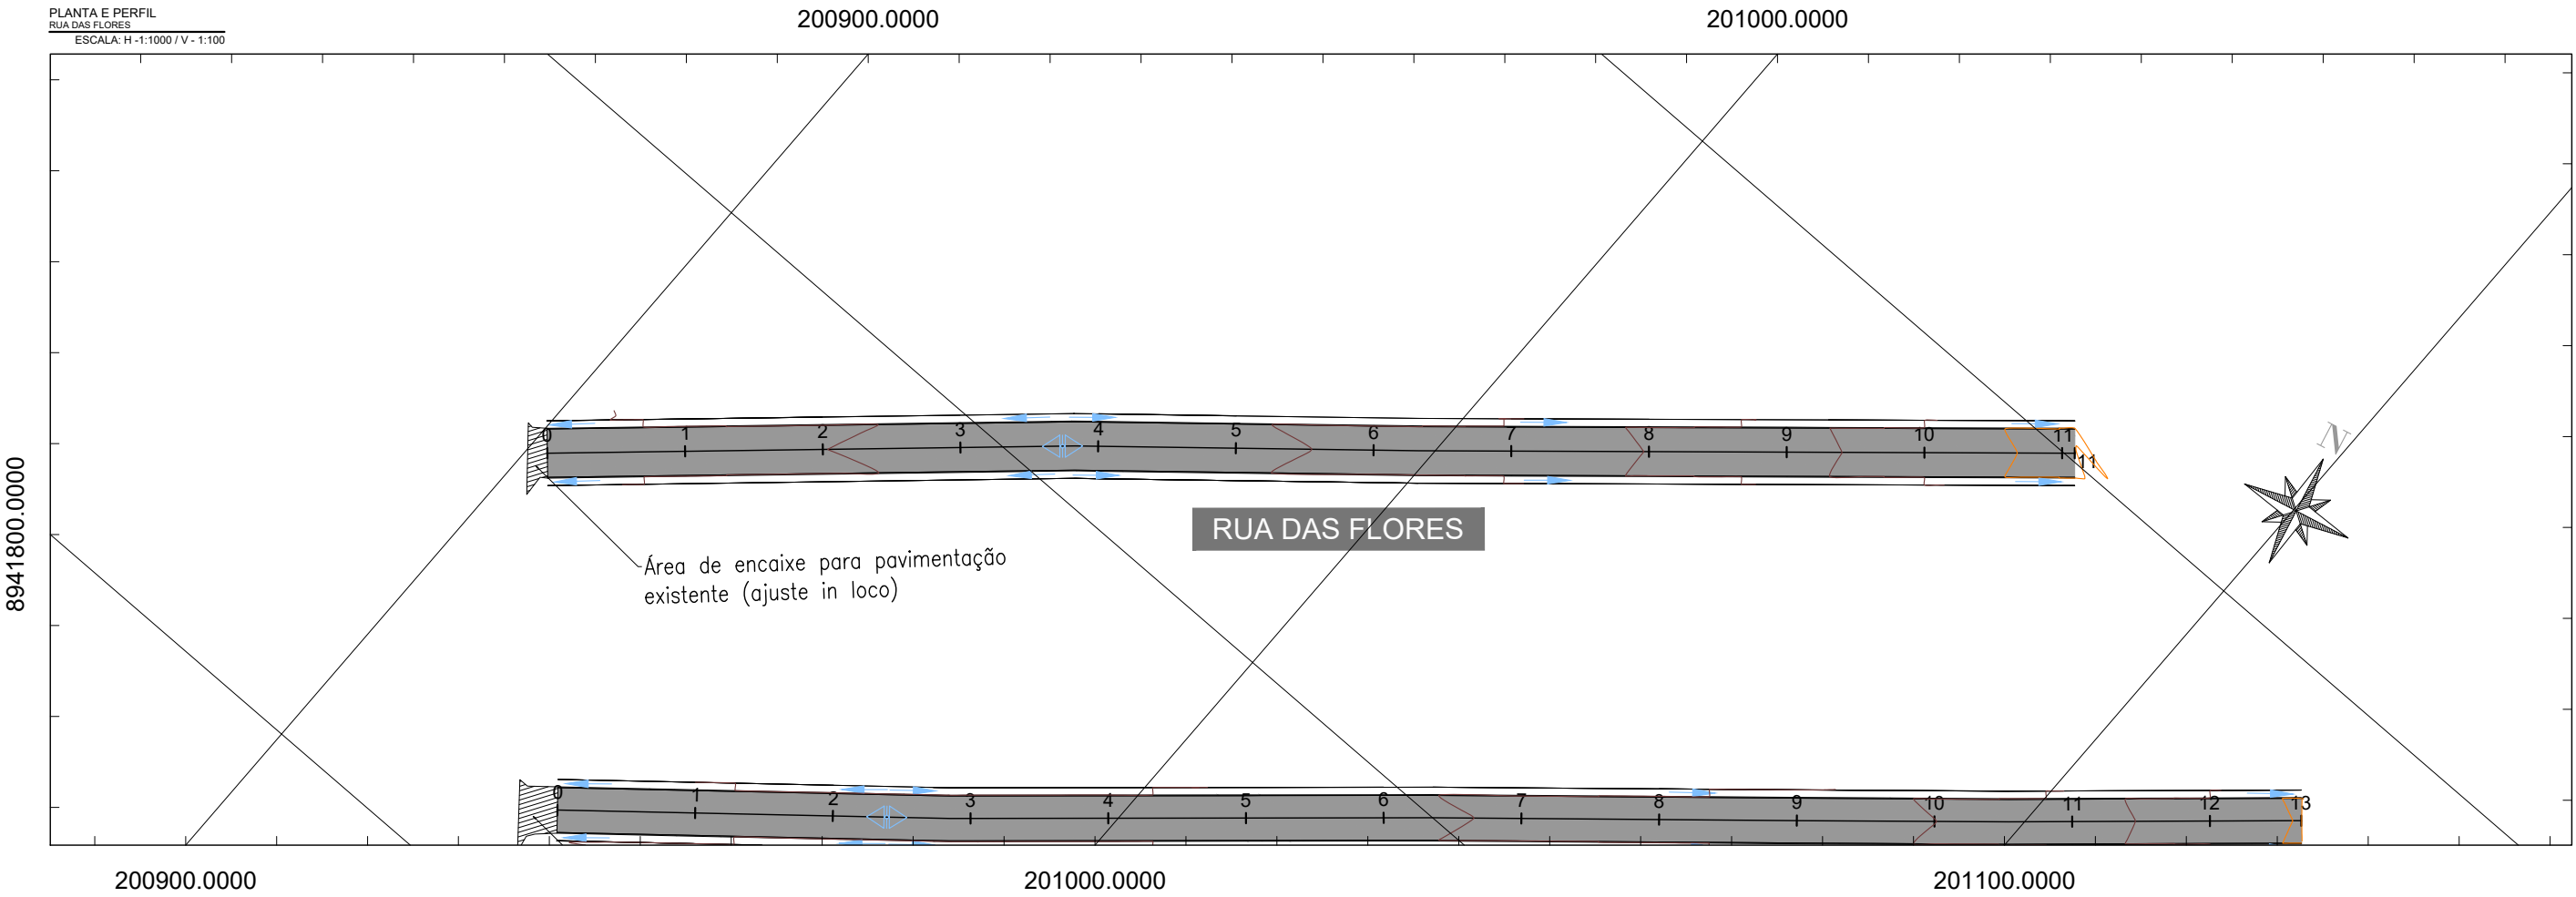 PLANTA E PERFIL
RUA DAS FLORES
ESCALA: H -1:1000 / V - 1:100
200900.0000
201000.0000
0 1 2 3 4 5 6 7 8 9 10 11
11
N
RUA DAS FLORES
Área de encaixe para pavimentação
existente (ajuste in loco)
8941800.0000
0 1 2 3 4 5 6 7 8 9 10 11 12 13
200900.0000
201000.0000
201100.0000